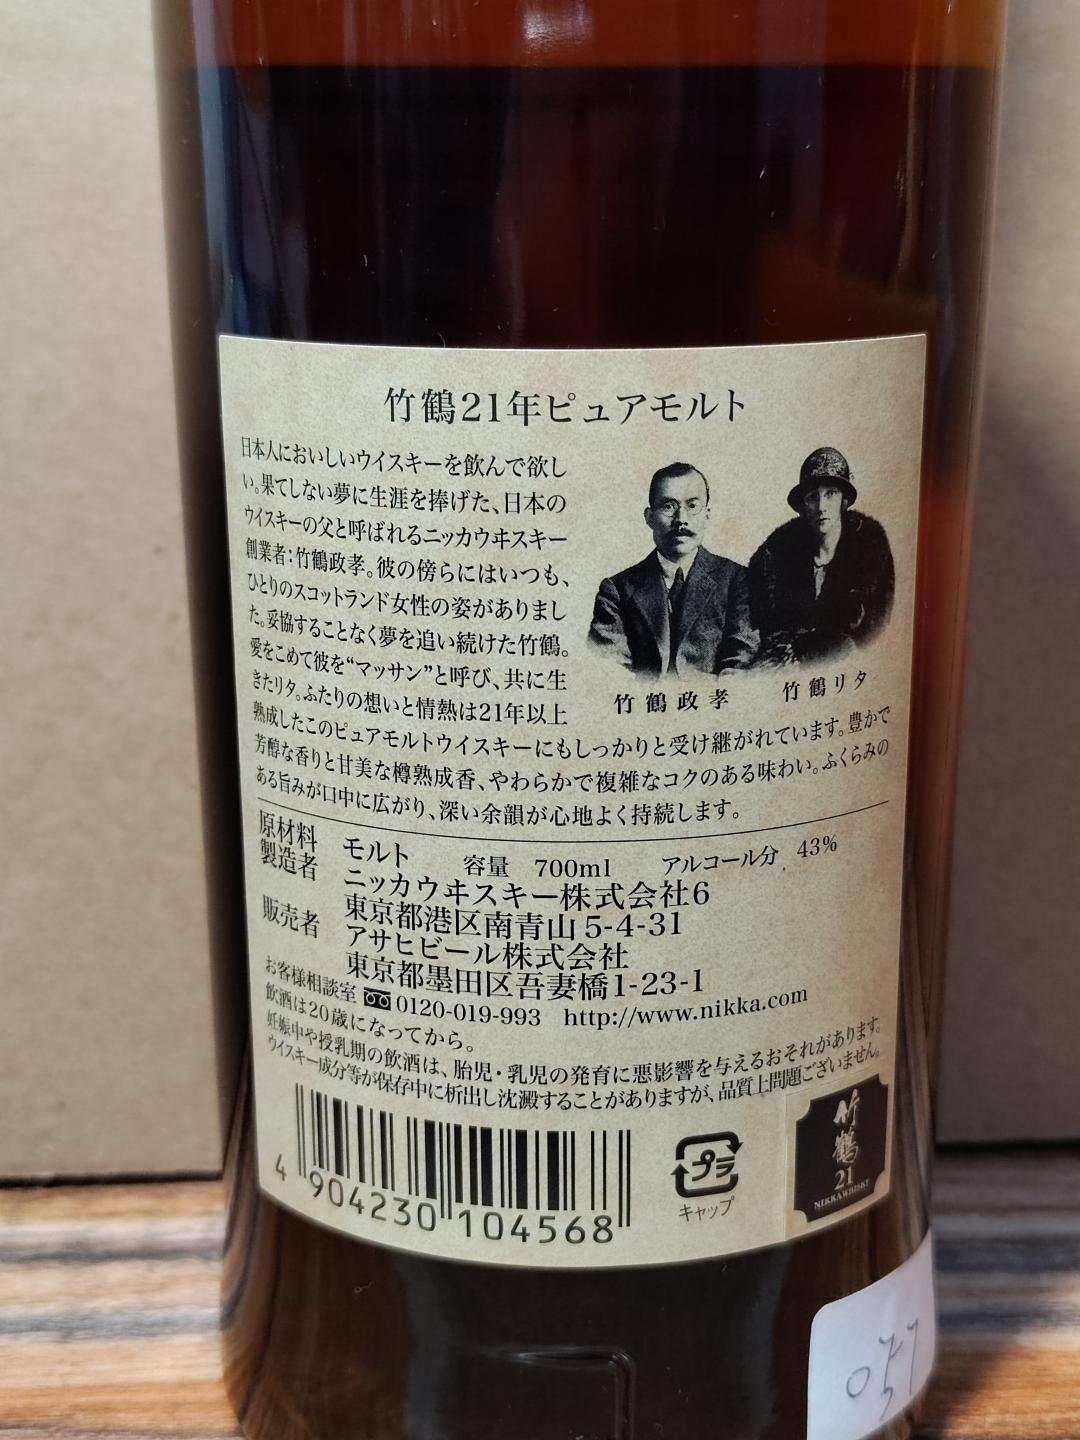 竹鶴21年ピュアモルト
日本人においしいウイスキーを飲んで欲し
い。果てしない夢に生涯を捧げた、日本の
ウイスキーの父と呼ばれるニッカウヰスキー
創業者：竹鶴政孝。彼の傍らにはいつも、
ひとりのスコットランド女性の姿がありまし
た。妥協することなく夢を追い続けた竹鶴。
愛をこめて彼を“マッサン”と呼び、共に生
きたリタ。ふたりの想いと情熱は21年以上
熟成したこのピュアモルトウイスキーにもしっかりと受け継がれています。豊かで
芳醇な香りと甘美な樽熟成香、やわらかで複雑なコクのある味わい。ふくらみの
ある旨みが口中に広がり、深い余韻が心地よく持続します。
竹鶴政孝 竹鶴リタ
原材料 モルト 容量 700ml アルコール分 43%
製造者 ニッカウヰスキー株式会社6
東京都港区南青山5-4-31
販売者 アサヒビール株式会社
東京都墨田区吾妻橋1-23-1
お客様相談室 0120-019-993 http://www.nikka.com
飲酒は20歳になってから。
妊娠中や授乳期の飲酒は、胎児・乳児の発育に悪影響を与えるおそれがあります。
ウイスキー成分等が保存中に析出し沈澱することがありますが、品質上問題ございません。
4 904230 104568
プラ
キャップ
竹鶴
21
NIKKA WHISKY